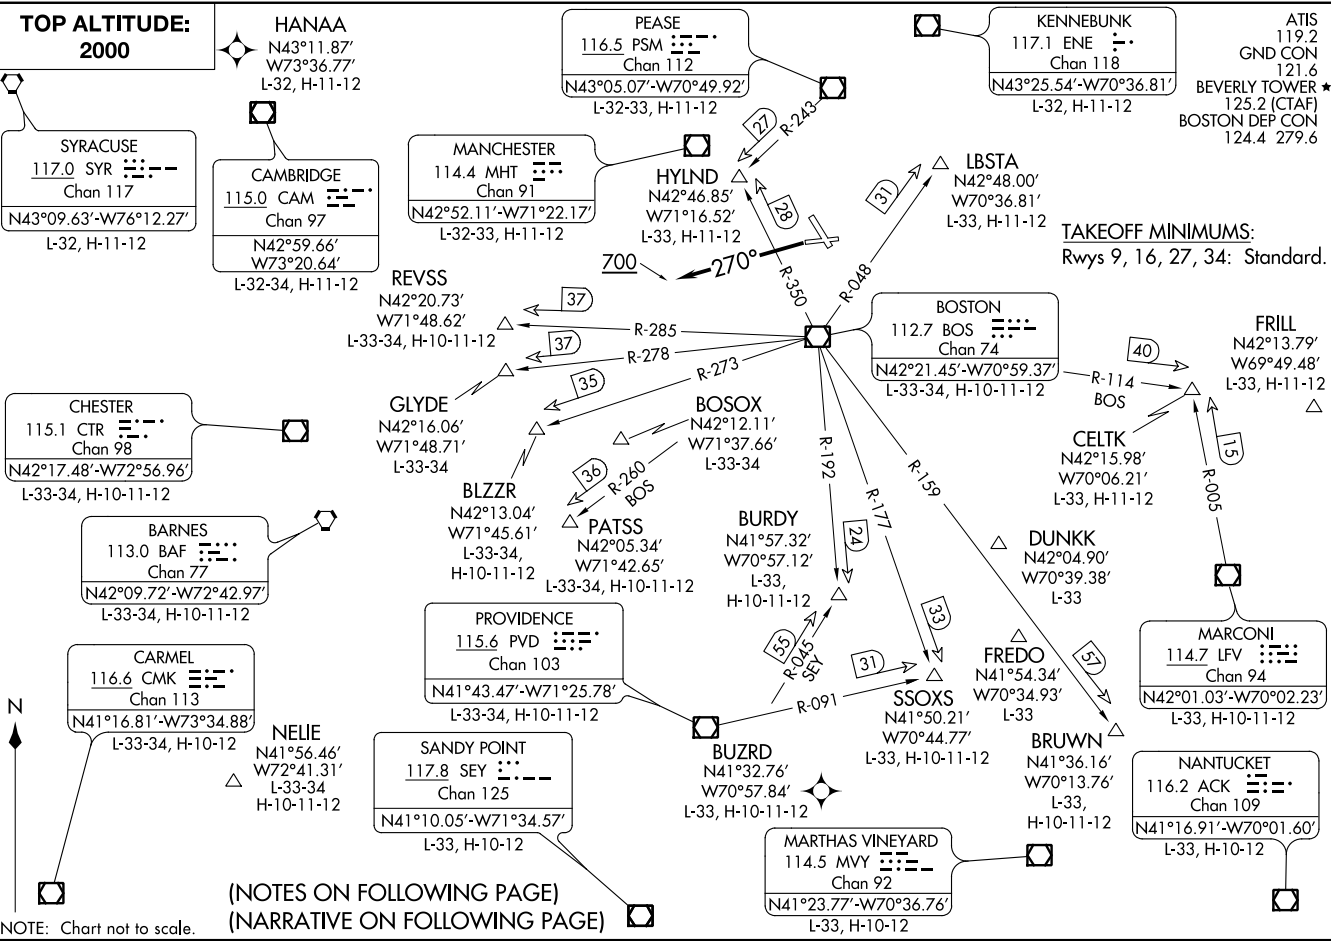 TOP ALTITUDE:
2000
HANAA
N43°11.87'
W73°36.77'
L-32, H-11-12
PEASE
116.5 PSM
Chan 112
N43°05.07'-W70°49.92'
L-32-33, H-11-12
KENNEBUNK
117.1 ENE
Chan 118
N43°25.54'-W70°36.81'
L-32, H-11-12
ATIS
119.2
GND CON
121.6
BEVERLY TOWER ★
125.2 (CTAF)
BOSTON DEP CON
124.4 279.6
SYRACUSE
117.0 SYR
Chan 117
N43°09.63'-W76°12.27'
L-32, H-11-12
CAMBRIDGE
115.0 CAM
Chan 97
N42°59.66'
W73°20.64'
L-32-34, H-11-12
MANCHESTER
114.4 MHT
Chan 91
N42°52.11'-W71°22.17'
L-32-33, H-11-12
27
R-243
HYLND
N42°46.85'
W71°16.52'
L-33, H-11-12
28
R-350
31
R-048
LBSTA
N42°48.00'
W70°36.81'
L-33, H-11-12
TAKEOFF MINIMUMS:
Rwys 9, 16, 27, 34: Standard.
700
270°
REVSS
N42°20.73'
W71°48.62'
L-33-34, H-10-11-12
37
R-285
37
R-278
35
R-273
BOSTON
112.7 BOS
Chan 74
N42°21.45'-W70°59.37'
L-33-34, H-10-11-12
40
R-114
BOS
FRILL
N42°13.79'
W69°49.48'
L-33, H-11-12
CELTK
N42°15.98'
W70°06.21'
L-33, H-11-12
15
R-005
CHESTER
115.1 CTR
Chan 98
N42°17.48'-W72°56.96'
L-33-34, H-10-11-12
GLYDE
N42°16.06'
W71°48.71'
L-33-34
BOSOX
N42°12.11'
W71°37.66'
L-33-34
BLZZR
N42°13.04'
W71°45.61'
L-33-34,
H-10-11-12
36
R-260
BOS
PATSS
N42°05.34'
W71°42.65'
L-33-34, H-10-11-12
BARNES
113.0 BAF
Chan 77
N42°09.72'-W72°42.97'
L-33-34, H-10-11-12
R-192
24
R-177
33
R-159
57
BURDY
N41°57.32'
W70°57.12'
L-33,
H-10-11-12
DUNKK
N42°04.90'
W70°39.38'
L-33
PROVIDENCE
115.6 PVD
Chan 103
N41°43.47'-W71°25.78'
L-33-34, H-10-11-12
55
R-045
SEY
31
R-091
SSOXS
N41°50.21'
W70°44.77'
L-33, H-10-11-12
FREDO
N41°54.34'
W70°34.93'
L-33
MARCONI
114.7 LFV
Chan 94
N42°01.03'-W70°02.23'
L-33, H-10-11-12
CARMEL
116.6 CMK
Chan 113
N41°16.81'-W73°34.88'
L-33-34, H-10-12
N
NELIE
N41°56.46'
W72°41.31'
L-33-34
H-10-11-12
SANDY POINT
117.8 SEY
Chan 125
N41°10.05'-W71°34.57'
L-33, H-10-12
BUZRD
N41°32.76'
W70°57.84'
L-33, H-10-11-12
BRUWN
N41°36.16'
W70°13.76'
L-33,
H-10-11-12
NANTUCKET
116.2 ACK
Chan 109
N41°16.91'-W70°01.60'
L-33, H-10-12
MARTHAS VINEYARD
114.5 MVY
Chan 92
N41°23.77'-W70°36.76'
L-33, H-10-11-12
(NOTES ON FOLLOWING PAGE)
(NARRATIVE ON FOLLOWING PAGE)
NOTE: Chart not to scale.